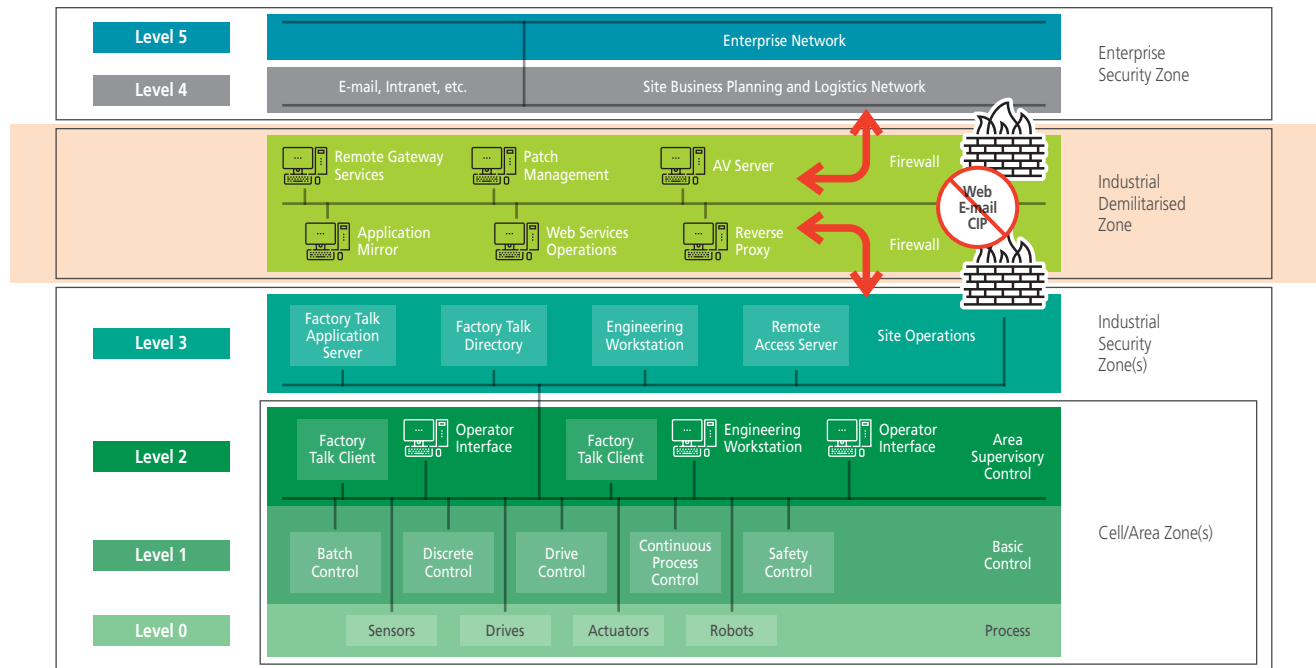 Level 5
Enterprise Network
Level 4
E-mail, Intranet, etc.
Site Business Planning and Logistics Network
Enterprise
Security Zone
Remote Gateway
Services
Patch
Management
AV Server
Firewall
Application
Mirror
Web Services
Operations
Reverse
Proxy
Firewall
Web
E-mail
CIP
Industrial
Demilitarised
Zone
Level 3
Factory Talk
Application
Server
Factory Talk
Directory
Engineering
Workstation
Remote
Access Server
Site Operations
Industrial
Security
Zone(s)
Level 2
Factory
Talk Client
Operator
Interface
Factory
Talk Client
Engineering
Workstation
Operator
Interface
Area
Supervisory
Control
Level 1
Batch
Control
Discrete
Control
Drive
Control
Continuous
Process
Control
Safety
Control
Basic
Control
Cell/Area Zone(s)
Level 0
Sensors
Drives
Actuators
Robots
Process